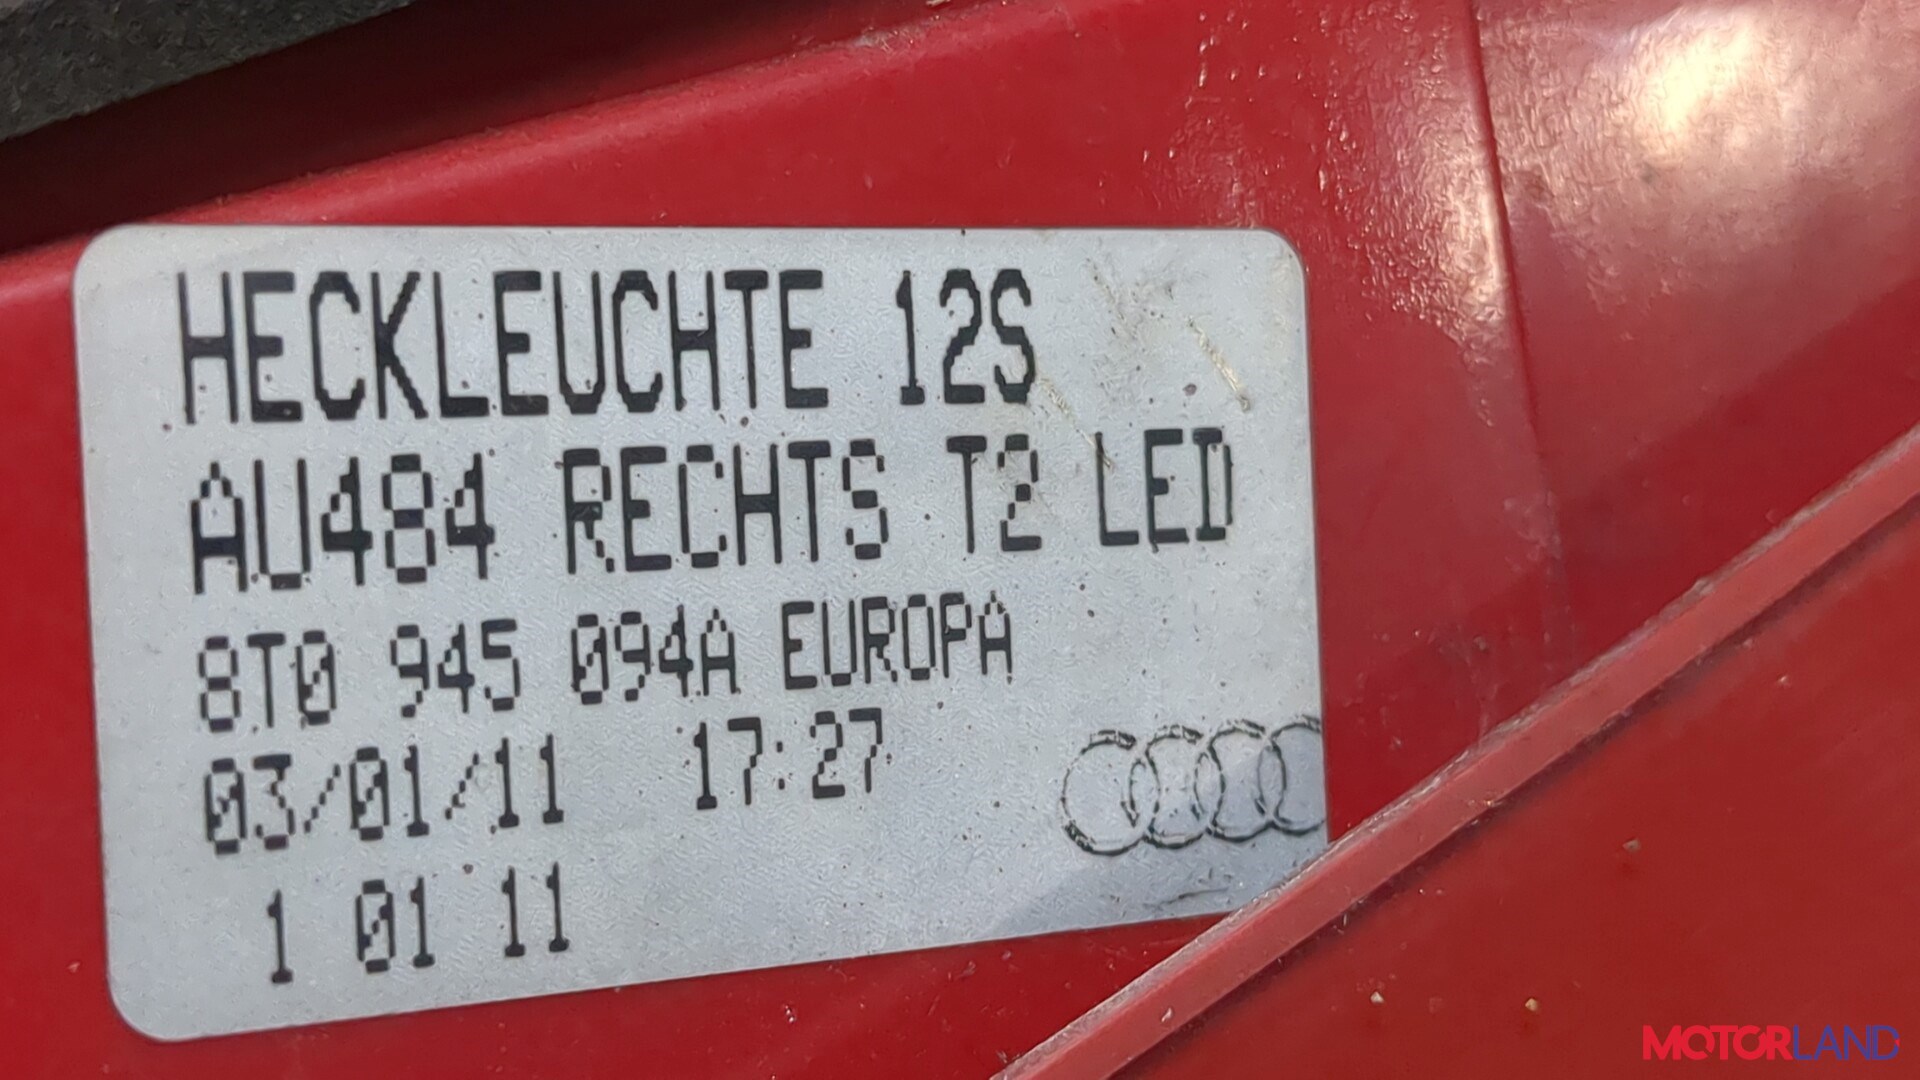 HECKLEUCHTE 12S
AU484 RECHTS T2 LED
8T0 945 094A EUROPA
03/01/11 17:27
1 01 11
MOTORLAND